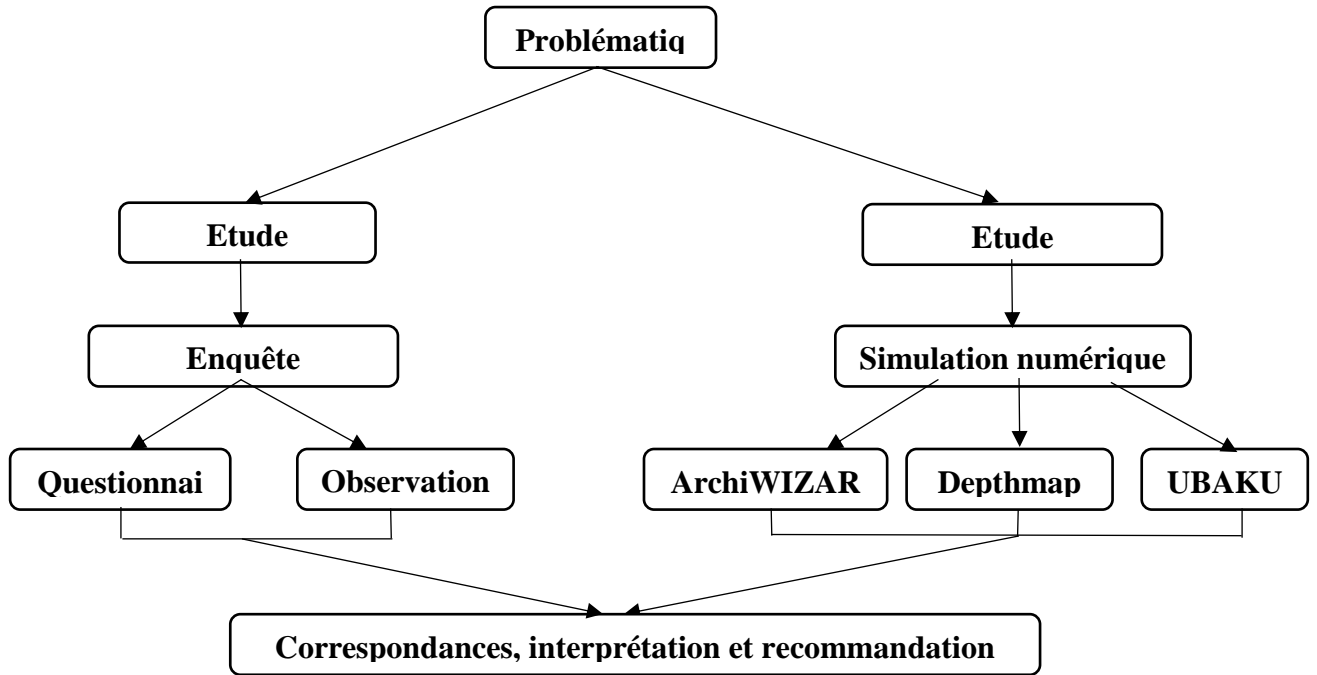 Problématiq
Etude
Etude
Enquête
Simulation numérique
Questionnai
Observation
ArchiWIZAR
Depthmap
UBAKU
Correspondances, interprétation et recommandation